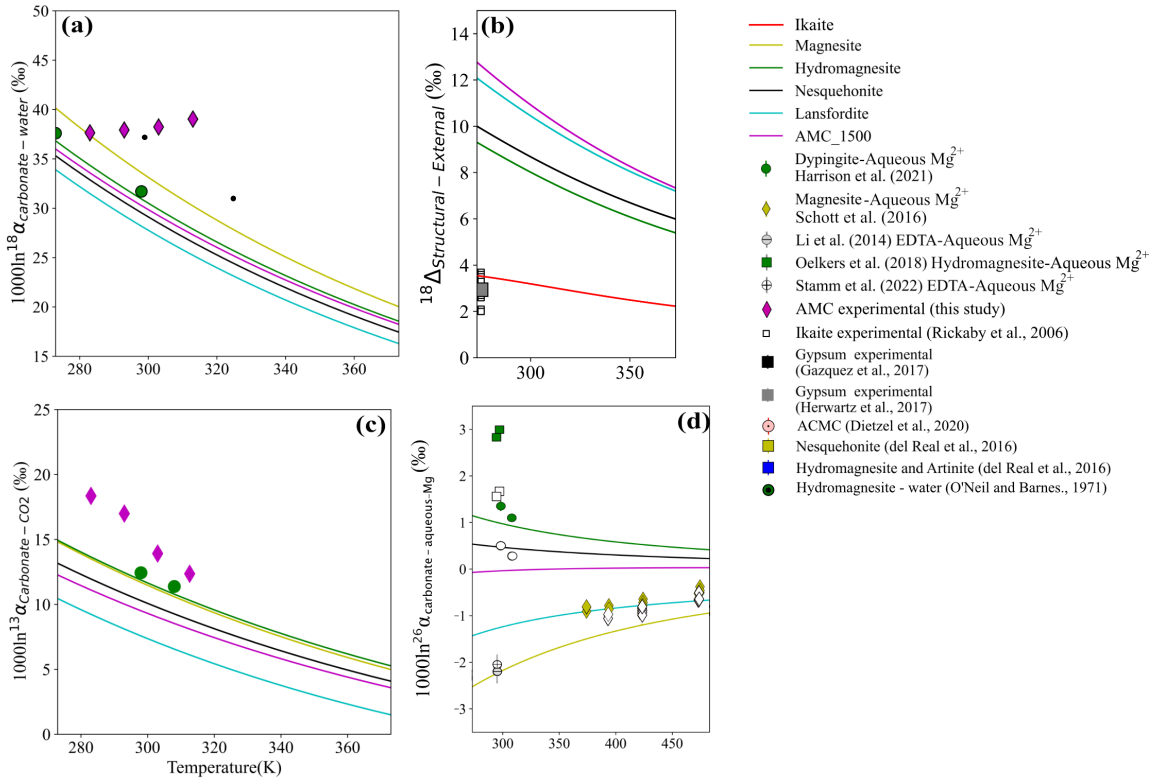 (a)
50
45
40
35
30
25
20
15
280
300
320
340
360
1000ln¹⁸αcarbonate−water (‰)
(b)
14
12
10
8
6
4
2
0
300
350
¹⁸ΔStructural−External (‰)
(c)
25
20
15
10
5
0
280
300
320
340
360
Temperature(K)
1000ln¹³αCarbonate−CO2 (‰)
(d)
3
2
1
0
-1
-2
-3
300
350
400
450
1000ln²⁶αcarbonate - aqueous-Mg (‰)
Ikaite
Magnesite
Hydromagnesite
Nesquehonite
Lansfordite
AMC_1500
Dypingite-Aqueous Mg²⁺
Harrison et al. (2021)
Magnesite-Aqueous Mg²⁺
Schott et al. (2016)
Li et al. (2014) EDTA-Aqueous Mg²⁺
Oelkers et al. (2018) Hydromagnesite-Aqueous Mg²⁺
Stamm et al. (2022) EDTA-Aqueous Mg²⁺
AMC experimental (this study)
Ikaite experimental (Rickaby et al., 2006)
Gypsum experimental
(Gazquez et al., 2017)
Gypsum experimental
(Herwartz et al., 2017)
ACMC (Dietzel et al., 2020)
Nesquehonite (del Real et al., 2016)
Hydromagnesite and Artinite (del Real et al., 2016)
Hydromagnesite - water (O'Neil and Barnes., 1971)